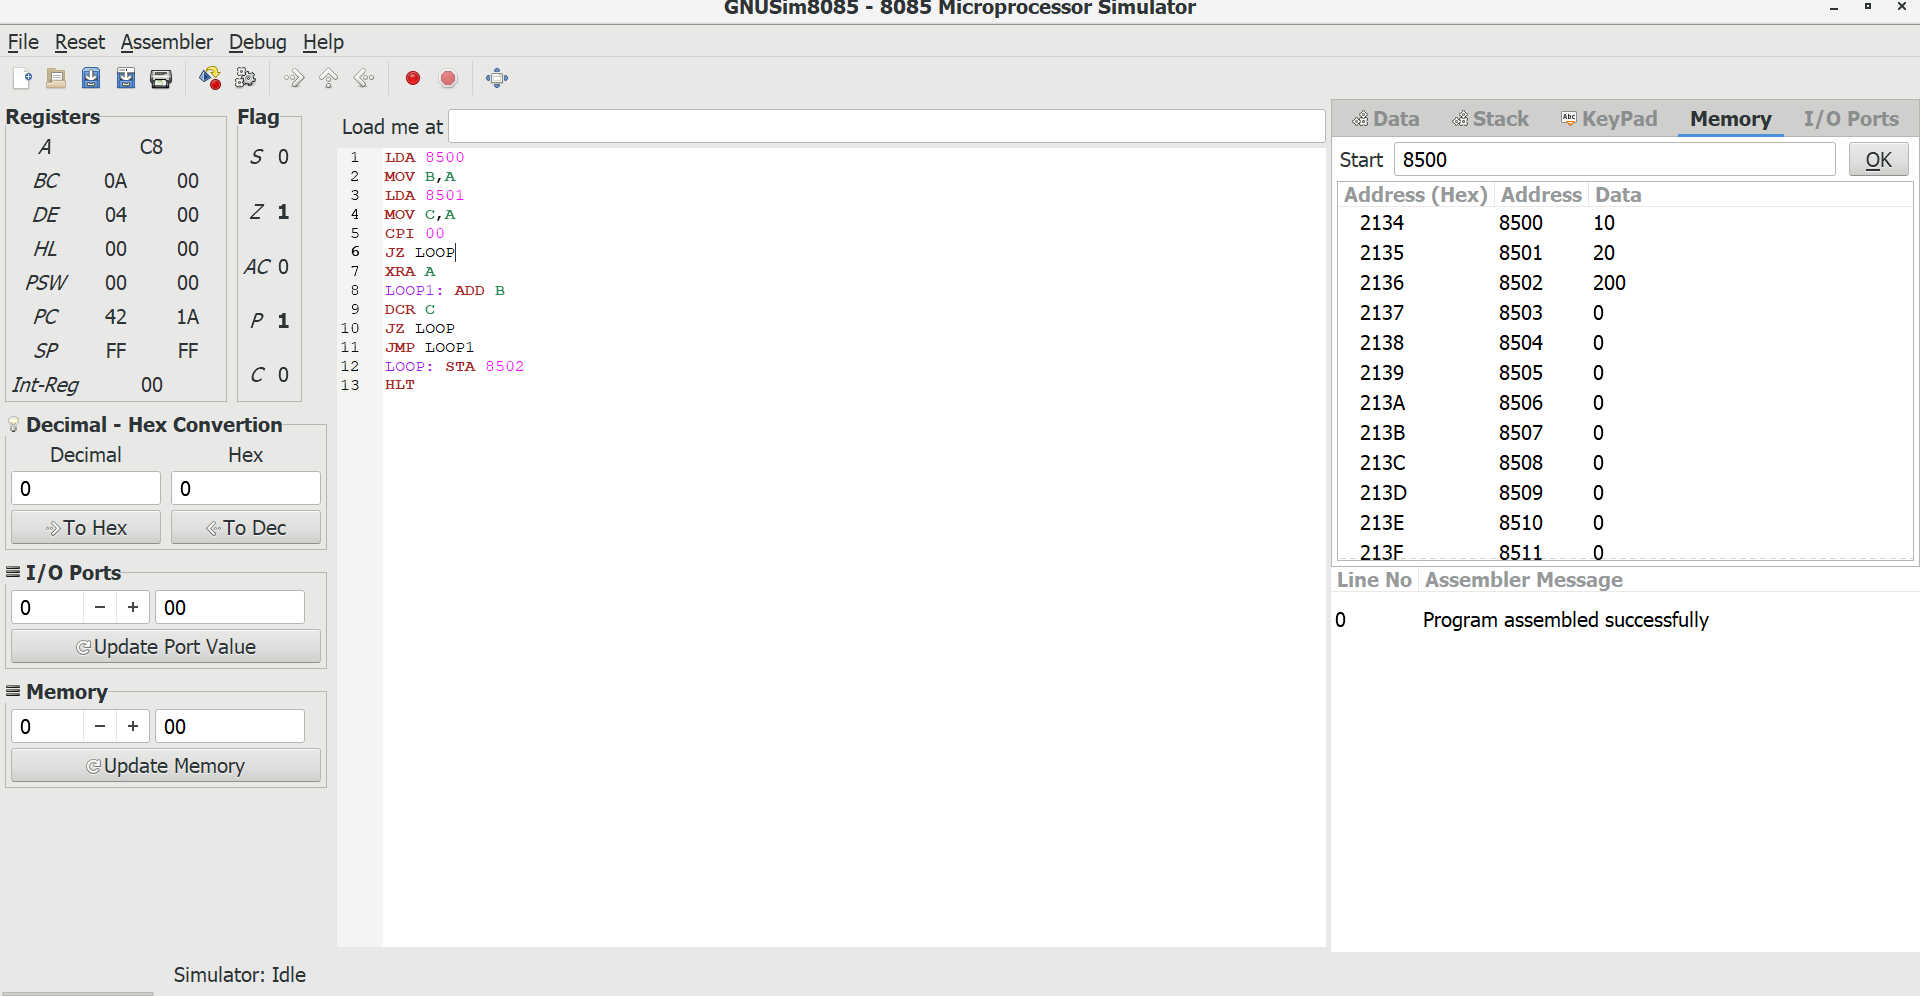 GNUSim8085 - 8085 Microprocessor Simulator
File Reset Assembler Debug Help
Registers
A C8
BC 0A 00
DE 04 00
HL 00 00
PSW 00 00
PC 42 1A
SP FF FF
Int-Reg 00
Flag
S 0
Z 1
AC 0
P 1
C 0
Decimal - Hex Convertion
Decimal Hex
0 0
To Hex To Dec
I/O Ports
0 − + 00
Update Port Value
Memory
0 − + 00
Update Memory
Load me at
1 LDA 8500
2 MOV B,A
3 LDA 8501
4 MOV C,A
5 CPI 00
6 JZ LOOP
7 XRA A
8 LOOP1: ADD B
9 DCR C
10 JZ LOOP
11 JMP LOOP1
12 LOOP: STA 8502
13 HLT
Data Stack Abc KeyPad Memory I/O Ports
Start 8500 OK
Address (Hex) Address Data
2134 8500 10
2135 8501 20
2136 8502 200
2137 8503 0
2138 8504 0
2139 8505 0
213A 8506 0
213B 8507 0
213C 8508 0
213D 8509 0
213E 8510 0
213F 8511 0
Line No Assembler Message
0 Program assembled successfully
Simulator: Idle